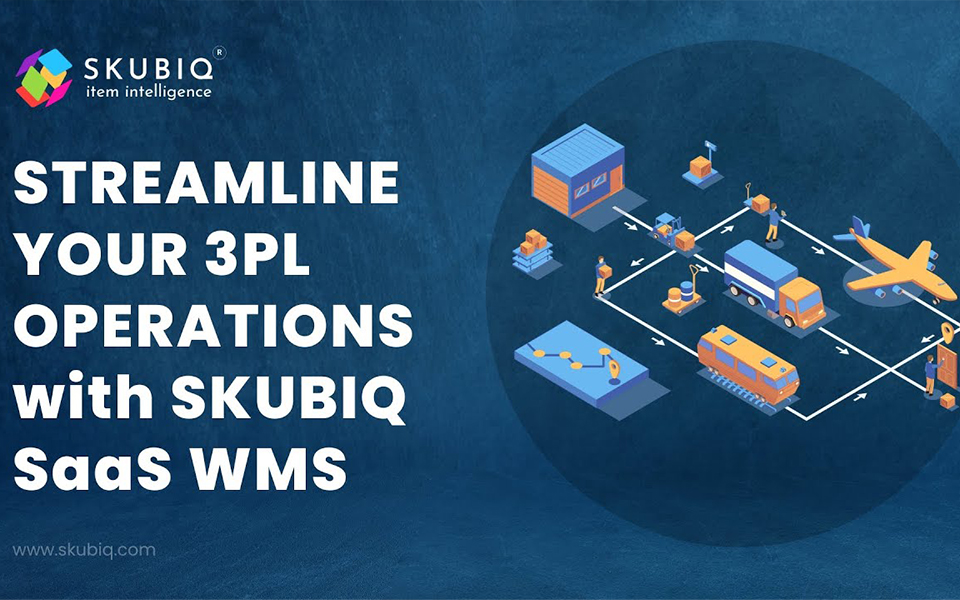 SKUBIQ®
item intelligence
STREAMLINE
YOUR 3PL
OPERATIONS
with SKUBIQ
SaaS WMS
www.skubiq.com